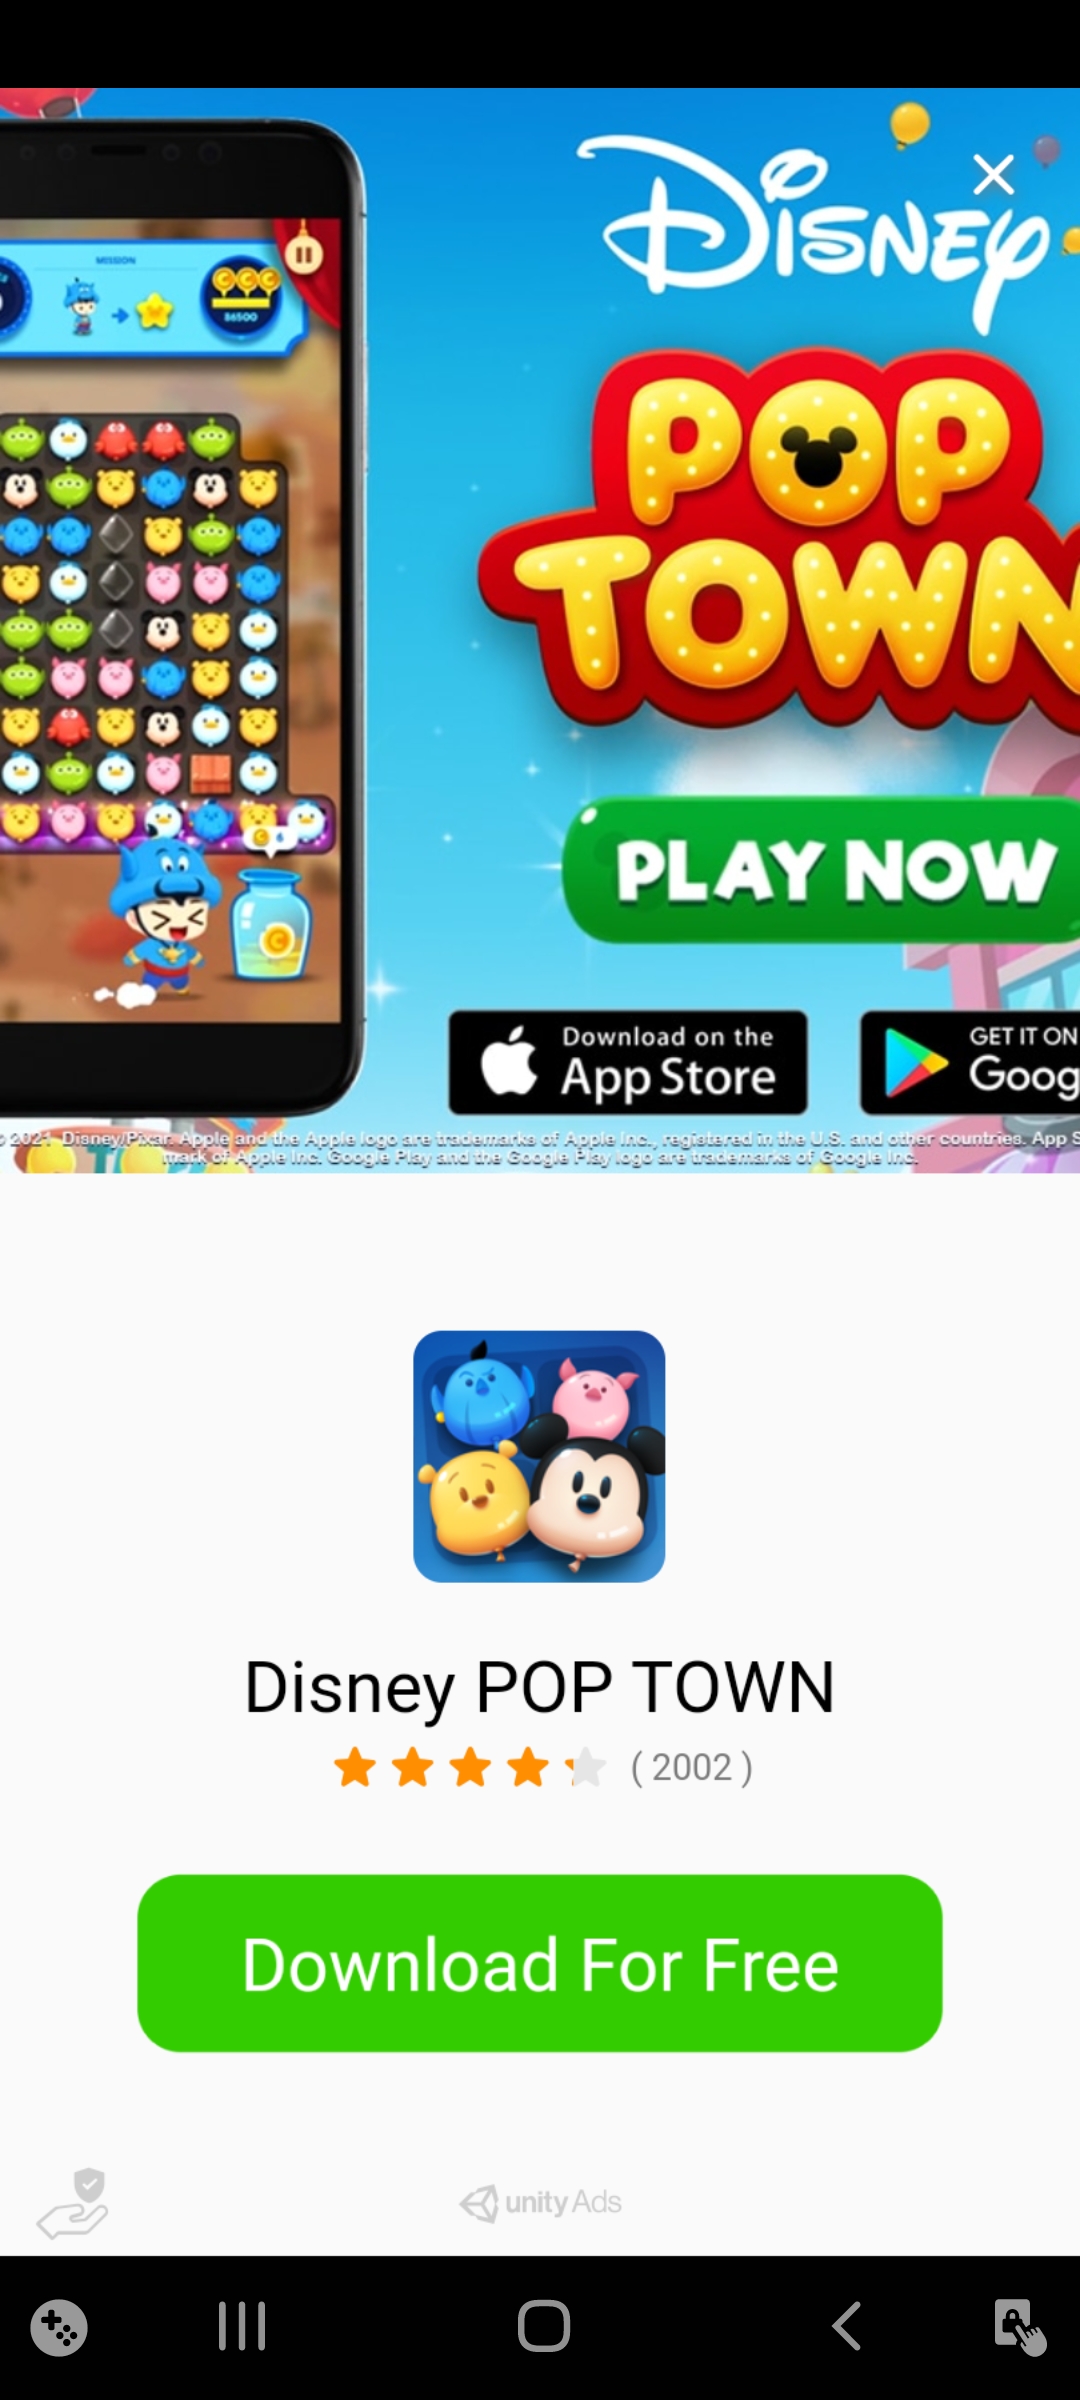 MISSION
86500
DISNEY
POP
TOWN
PLAY NOW
Download on the
App Store
GET IT ON
Goog
2021 Disney/Pixar. Apple and the Apple logo are trademarks of Apple Inc., registered in the U.S. and other countries. App S
mark of Apple Inc. Google Play and the Google Play logo are trademarks of Google Inc.
Disney POP TOWN
( 2002 )
Download For Free
unity Ads